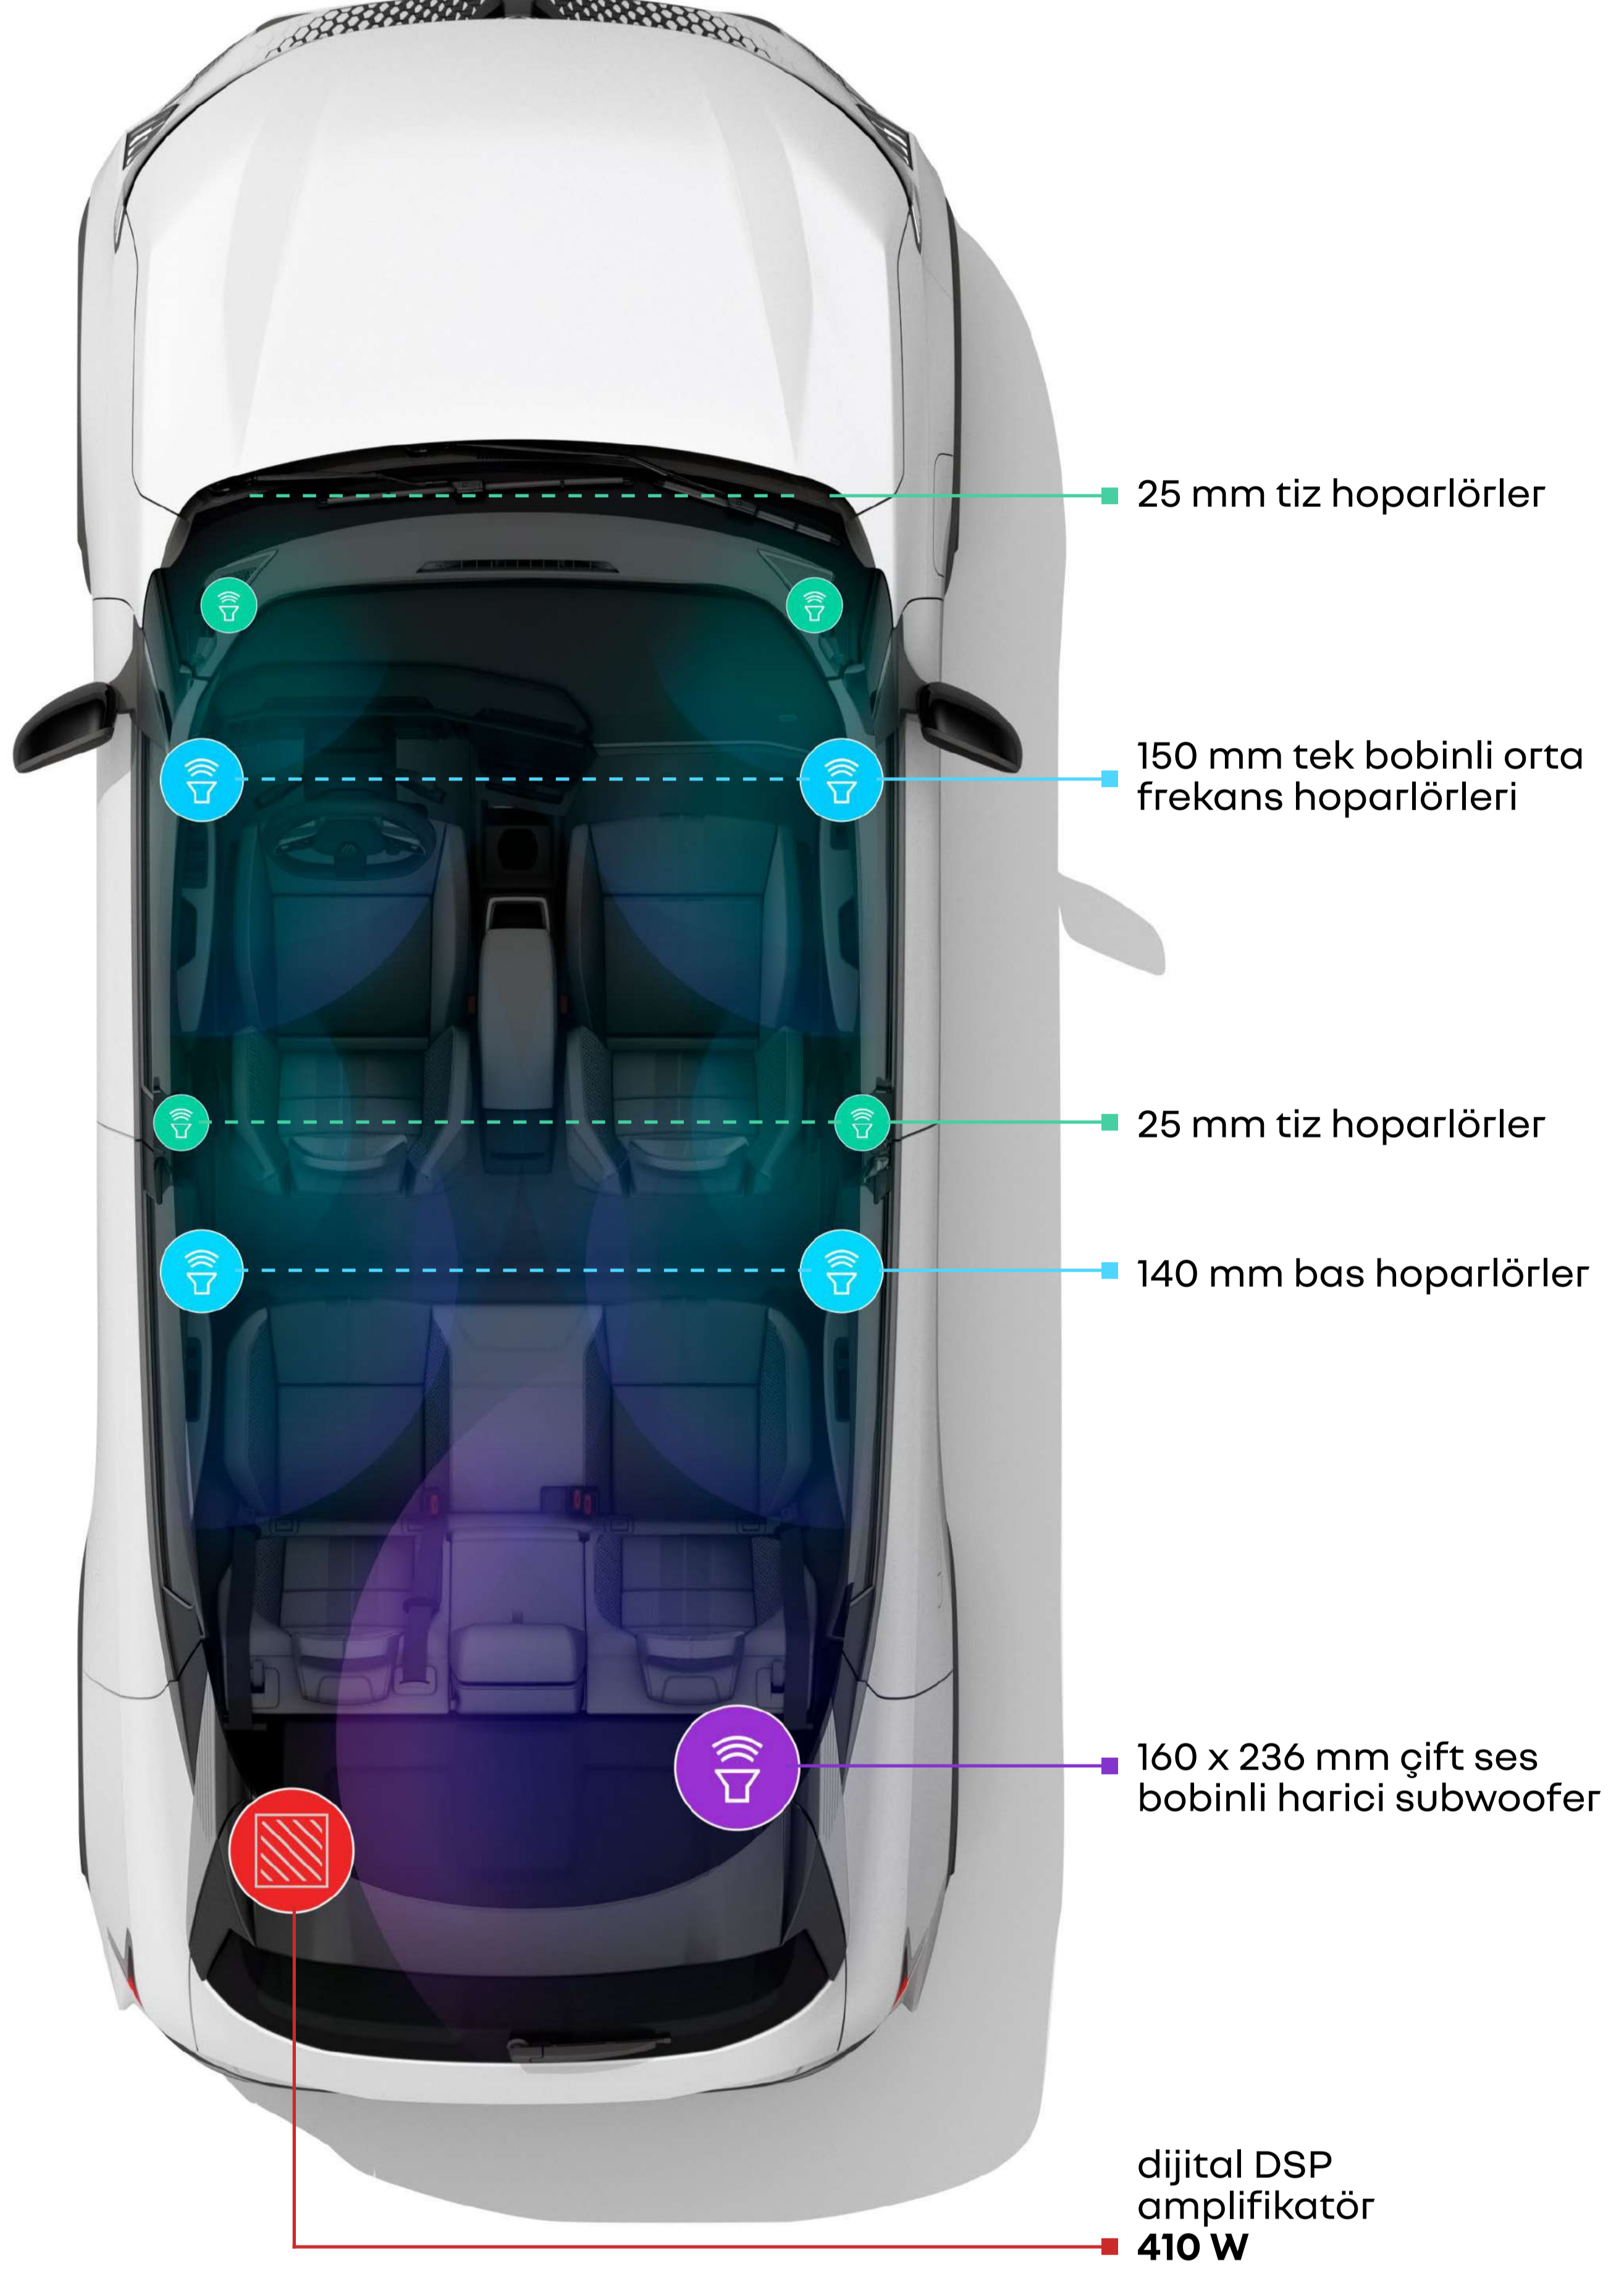 25 mm tiz hoparlörler
150 mm tek bobinli orta
frekans hoparlörleri
25 mm tiz hoparlörler
140 mm bas hoparlörler
160 x 236 mm çift ses
bobinli harici subwoofer
dijital DSP
amplifikatör
410 W